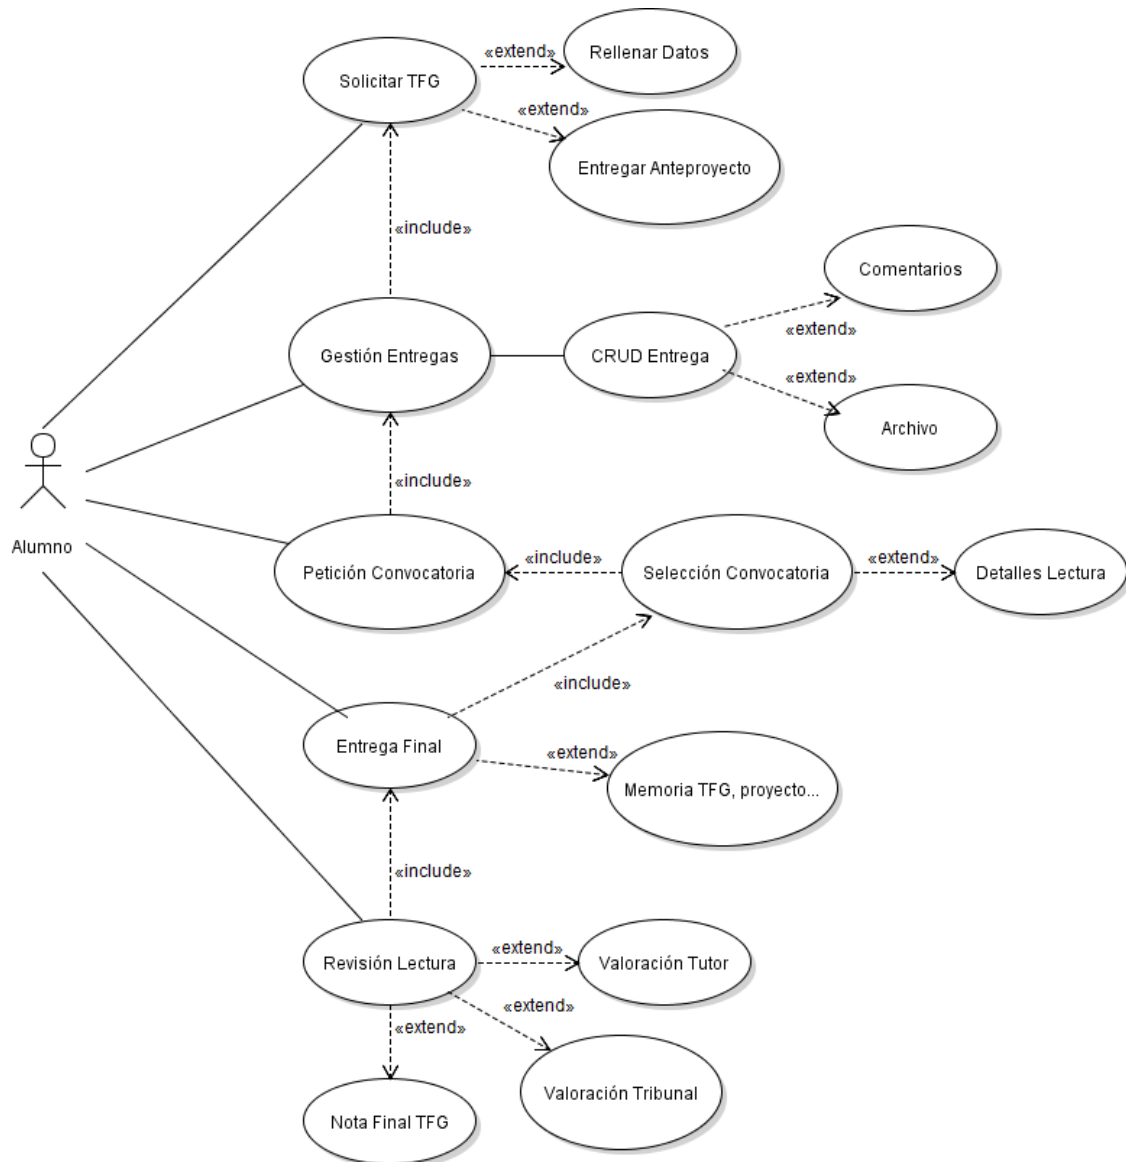 «extend»
Rellenar Datos
Solicitar TFG
«extend»
Entregar Anteproyecto
«include»
Comentarios
«extend»
Gestión Entregas
CRUD Entrega
«extend»
Archivo
«include»
Alumno
Petición Convocatoria
«include»
Selección Convocatoria
«extend»
Detalles Lectura
«include»
Entrega Final
«extend»
Memoria TFG, proyecto...
«include»
Revisión Lectura
«extend»
Valoración Tutor
«extend»
«extend»
Valoración Tribunal
Nota Final TFG